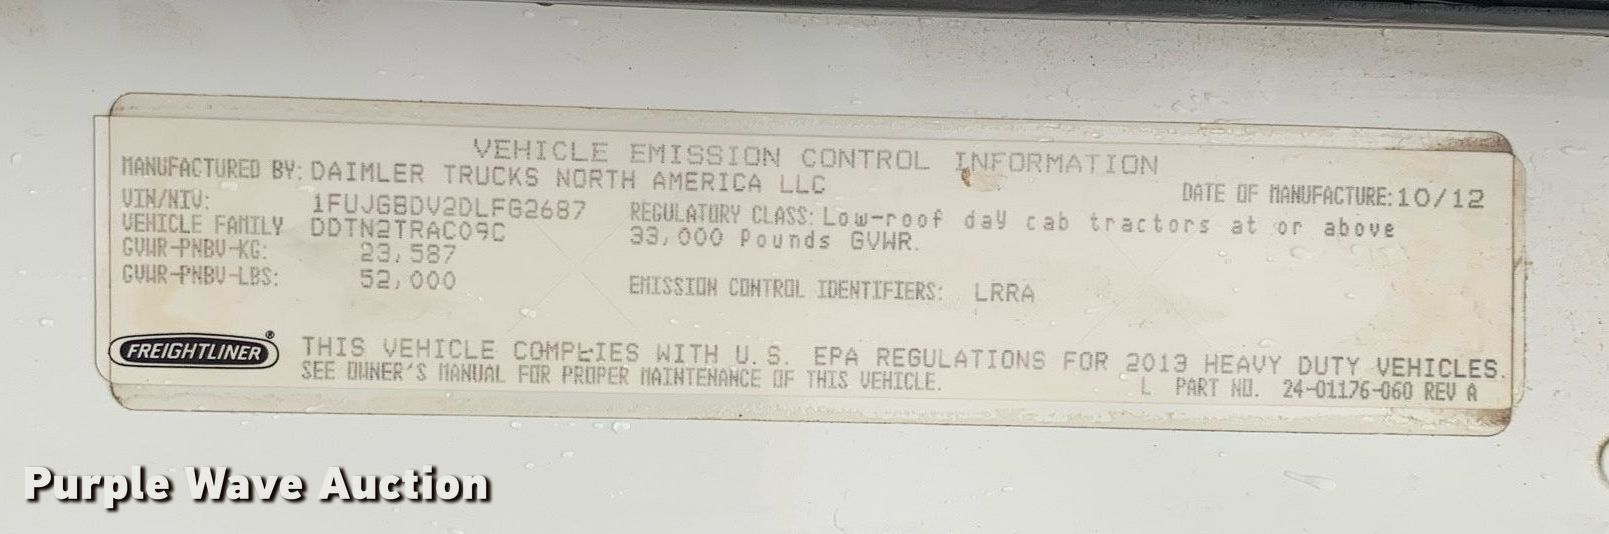 VEHICLE EMISSION CONTROL INFORMATION
MANUFACTURED BY: DAIMLER TRUCKS NORTH AMERICA LLC
DATE OF MANUFACTURE: 10/12
VIN/NIV: 1FUJGBDV2DLFG2687
REGULATORY CLASS: Low-roof day cab tractors at or above
VEHICLE FAMILY DDTN2TRAC09C
33,000 Pounds GVWR.
GVWR-PNBV-KG: 23,587
GVWR-PNBV-LBS: 52,000
EMISSION CONTROL IDENTIFIERS: LRRA
FREIGHTLINER®
THIS VEHICLE COMPLIES WITH U.S. EPA REGULATIONS FOR 2013 HEAVY DUTY VEHICLES.
SEE OWNER'S MANUAL FOR PROPER MAINTENANCE OF THIS VEHICLE.
L PART NO. 24-01176-060 REV A
Purple Wave Auction